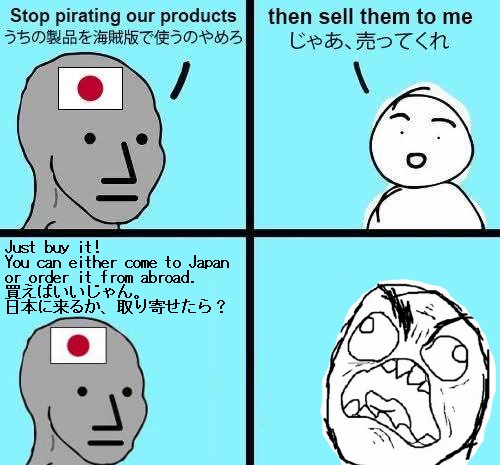 Stop pirating our products
うちの製品を海賊版で使うのやめろ
then sell them to me
じゃあ、売ってくれ
Just buy it!
You can either come to Japan
or order it from abroad.
買えばいいじゃん。
日本に来るか、取り寄せたら？